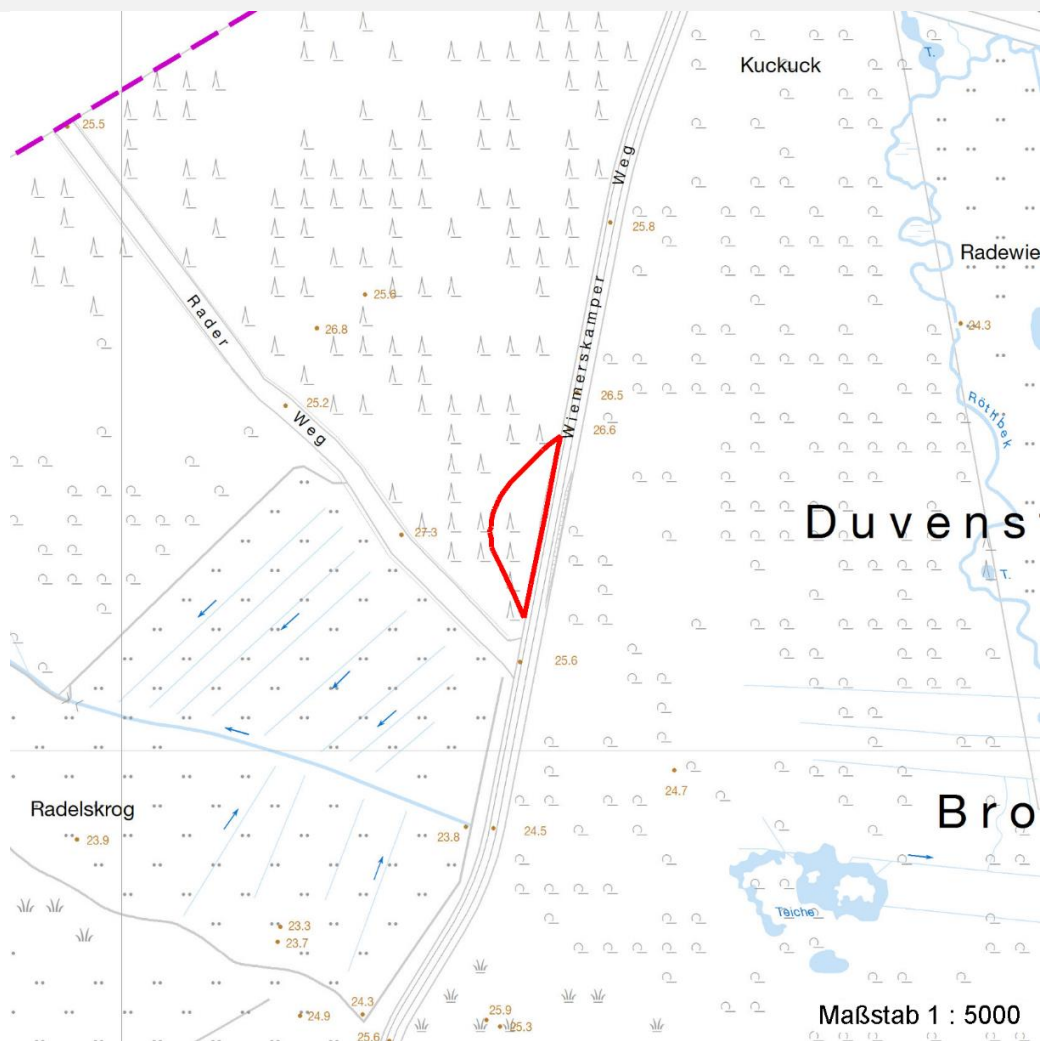 T.
Kuckuck
25.5
Weg
25.8
Radewie
25.6
Rader
26.8
24.3
Wiemerskamper
26.5
25.2
Röthbek
Weg
26.6
27.3
Duvens
T.
25.6
24.7
Radelskrog
Bro
23.9
23.8
24.5
Teiche
23.3
23.7
24.3
24.9
25.9
25.3
25.6
Maßstab 1 : 5000